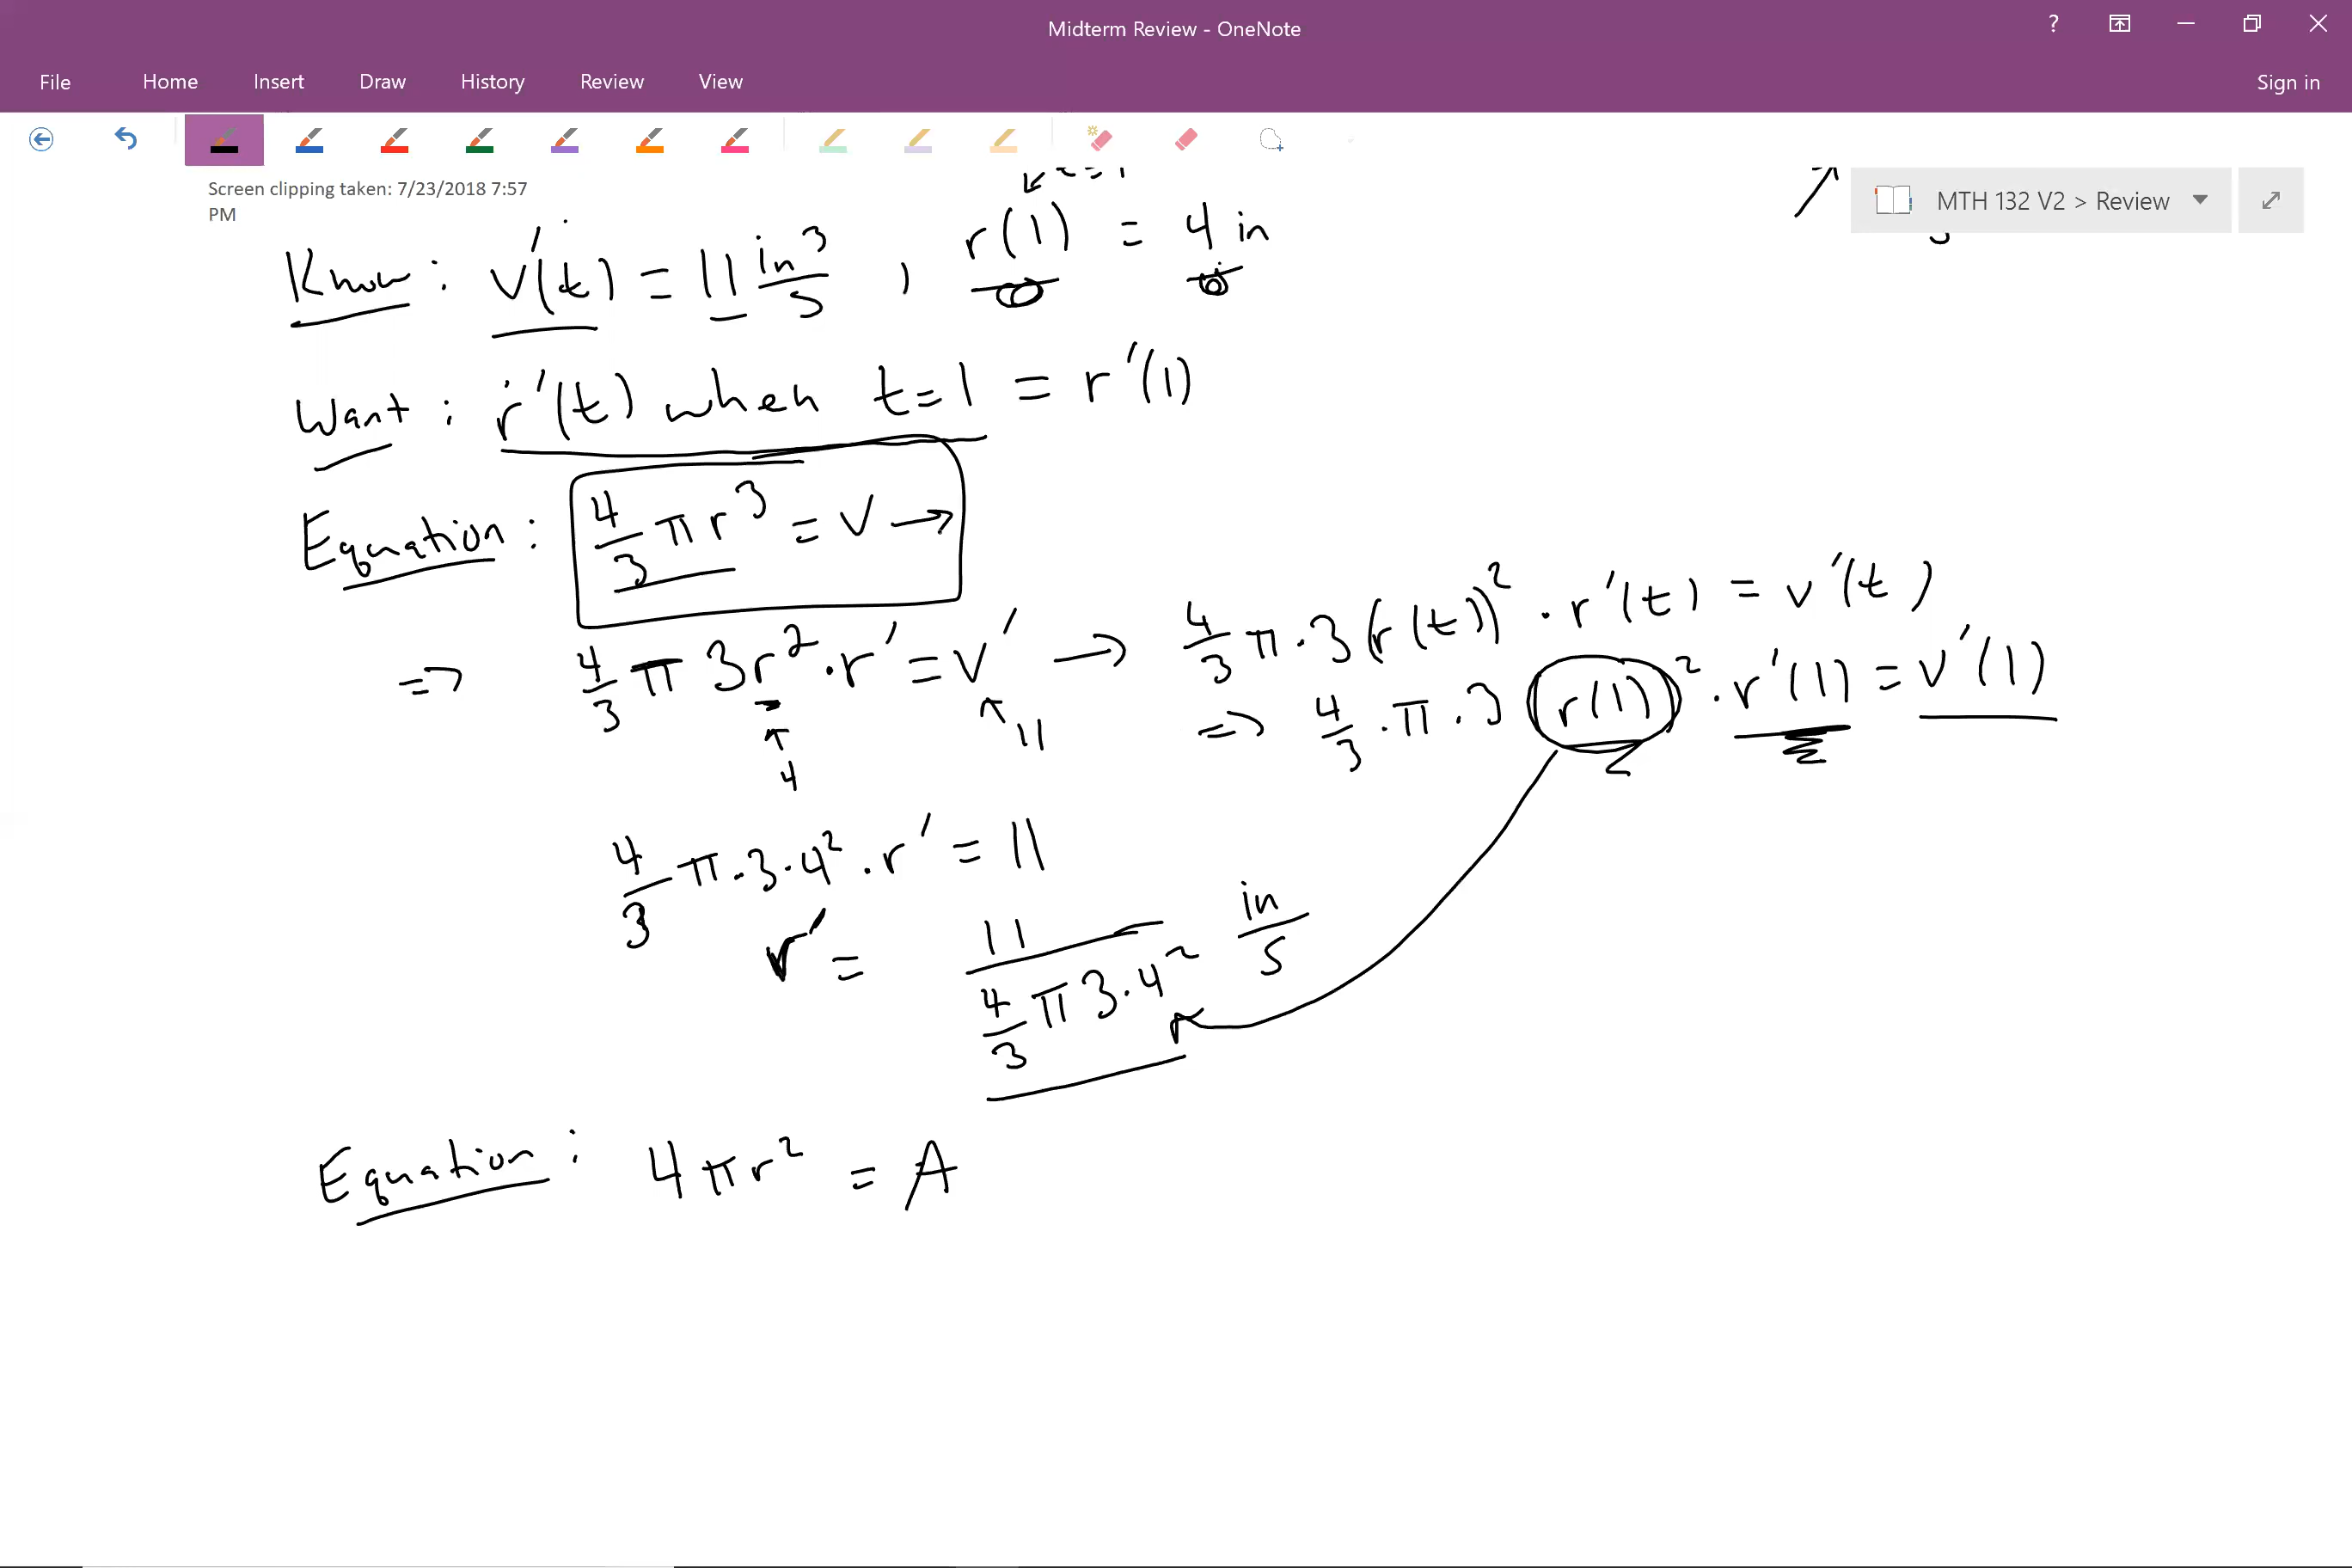 Midterm Review - OneNote
?
File Home Insert Draw History Review View
Sign in
Screen clipping taken: 7/23/2018 7:57
PM
MTH 132 V2 > Review
Know: v'(t) = 11 in³/s , r(1) = 4 in
Want: r'(t) when t=1 = r'(1)
Equation: 4/3 πr³ = V →
⇒ 4/3 π 3r² · r' = V' → 4/3 π · 3(r(t))² · r'(t) = v'(t)
4 11
⇒ 4/3 · π · 3 r(1)² · r'(1) = v'(1)
4/3 π · 3 · 4² · r' = 11
r' = 11 / (4/3 π 3 · 4²) in/s
Equation: 4πr² = A